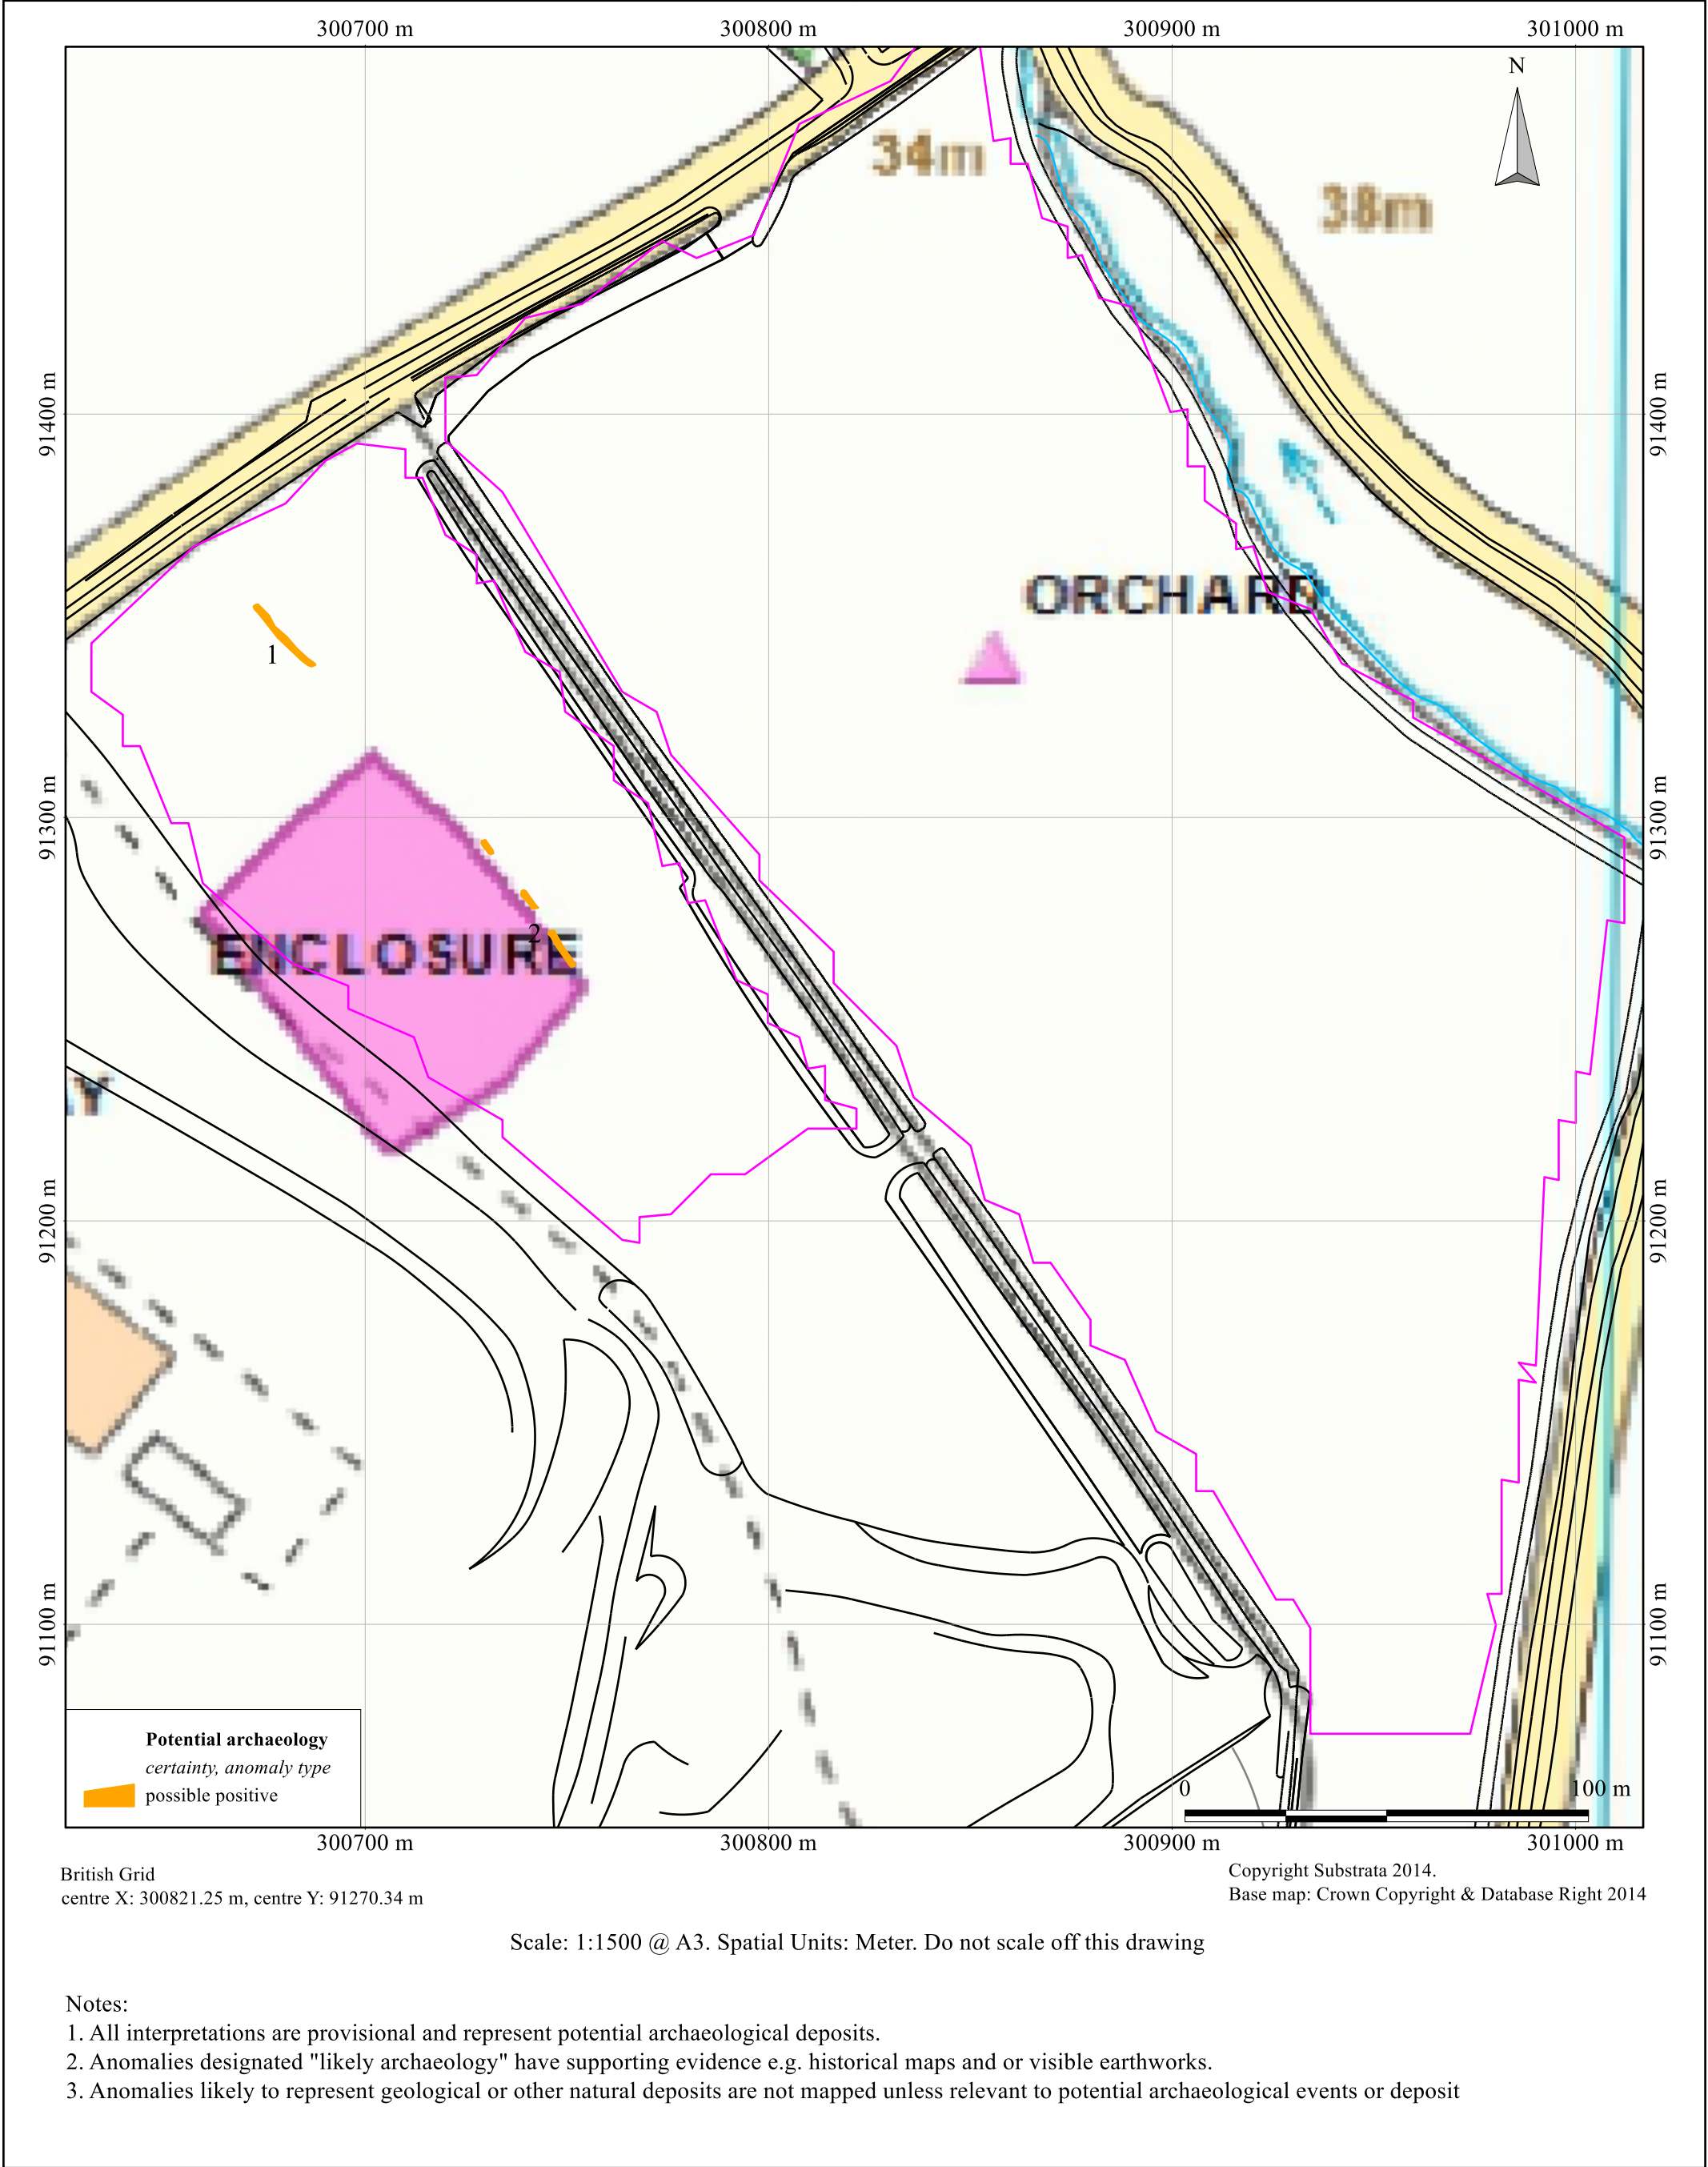 300700 m 300800 m 300900 m 301000 m
N
34m
38m
91400 m 91400 m
ORCHARD
1
91300 m 91300 m
2
ENCLOSURE
Y
91200 m 91200 m
91100 m 91100 m
Potential archaeology
certainty, anomaly type
possible positive
0 100 m
300700 m 300800 m 300900 m 301000 m
British Grid
centre X: 300821.25 m, centre Y: 91270.34 m
Copyright Substrata 2014.
Base map: Crown Copyright & Database Right 2014
Scale: 1:1500 @ A3. Spatial Units: Meter. Do not scale off this drawing
Notes:
1. All interpretations are provisional and represent potential archaeological deposits.
2. Anomalies designated "likely archaeology" have supporting evidence e.g. historical maps and or visible earthworks.
3. Anomalies likely to represent geological or other natural deposits are not mapped unless relevant to potential archaeological events or deposit